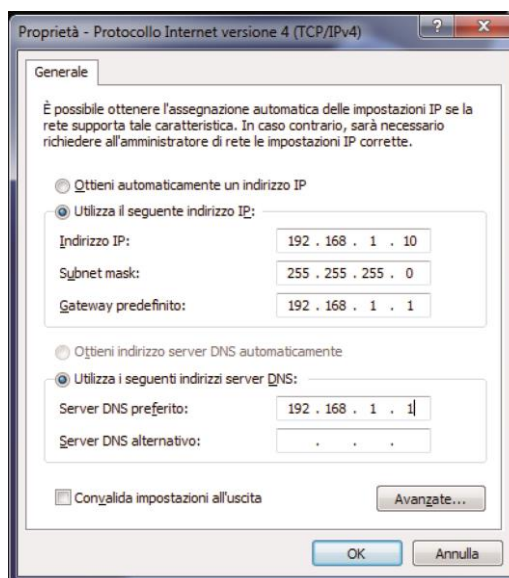 Proprietà - Protocollo Internet versione 4 (TCP/IPv4)
?
X
Generale
È possibile ottenere l'assegnazione automatica delle impostazioni IP se la
rete supporta tale caratteristica. In caso contrario, sarà necessario
richiedere all'amministratore di rete le impostazioni IP corrette.
Ottieni automaticamente un indirizzo IP
Utilizza il seguente indirizzo IP:
Indirizzo IP: 192 . 168 . 1 . 10
Subnet mask: 255 . 255 . 255 . 0
Gateway predefinito: 192 . 168 . 1 . 1
Ottieni indirizzo server DNS automaticamente
Utilizza i seguenti indirizzi server DNS:
Server DNS preferito: 192 . 168 . 1 . 1
Server DNS alternativo: . . .
Convalida impostazioni all'uscita
Avanzate...
OK
Annulla